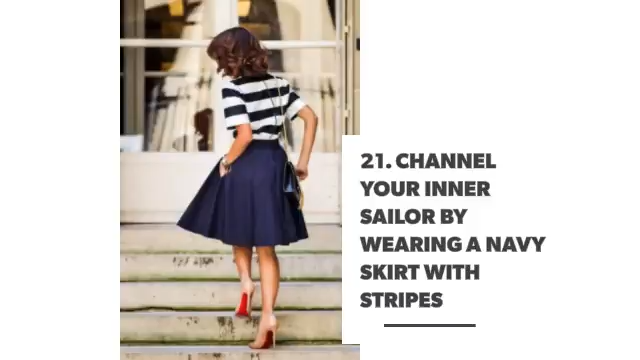 21. CHANNEL
YOUR INNER
SAILOR BY
WEARING A NAVY
SKIRT WITH
STRIPES